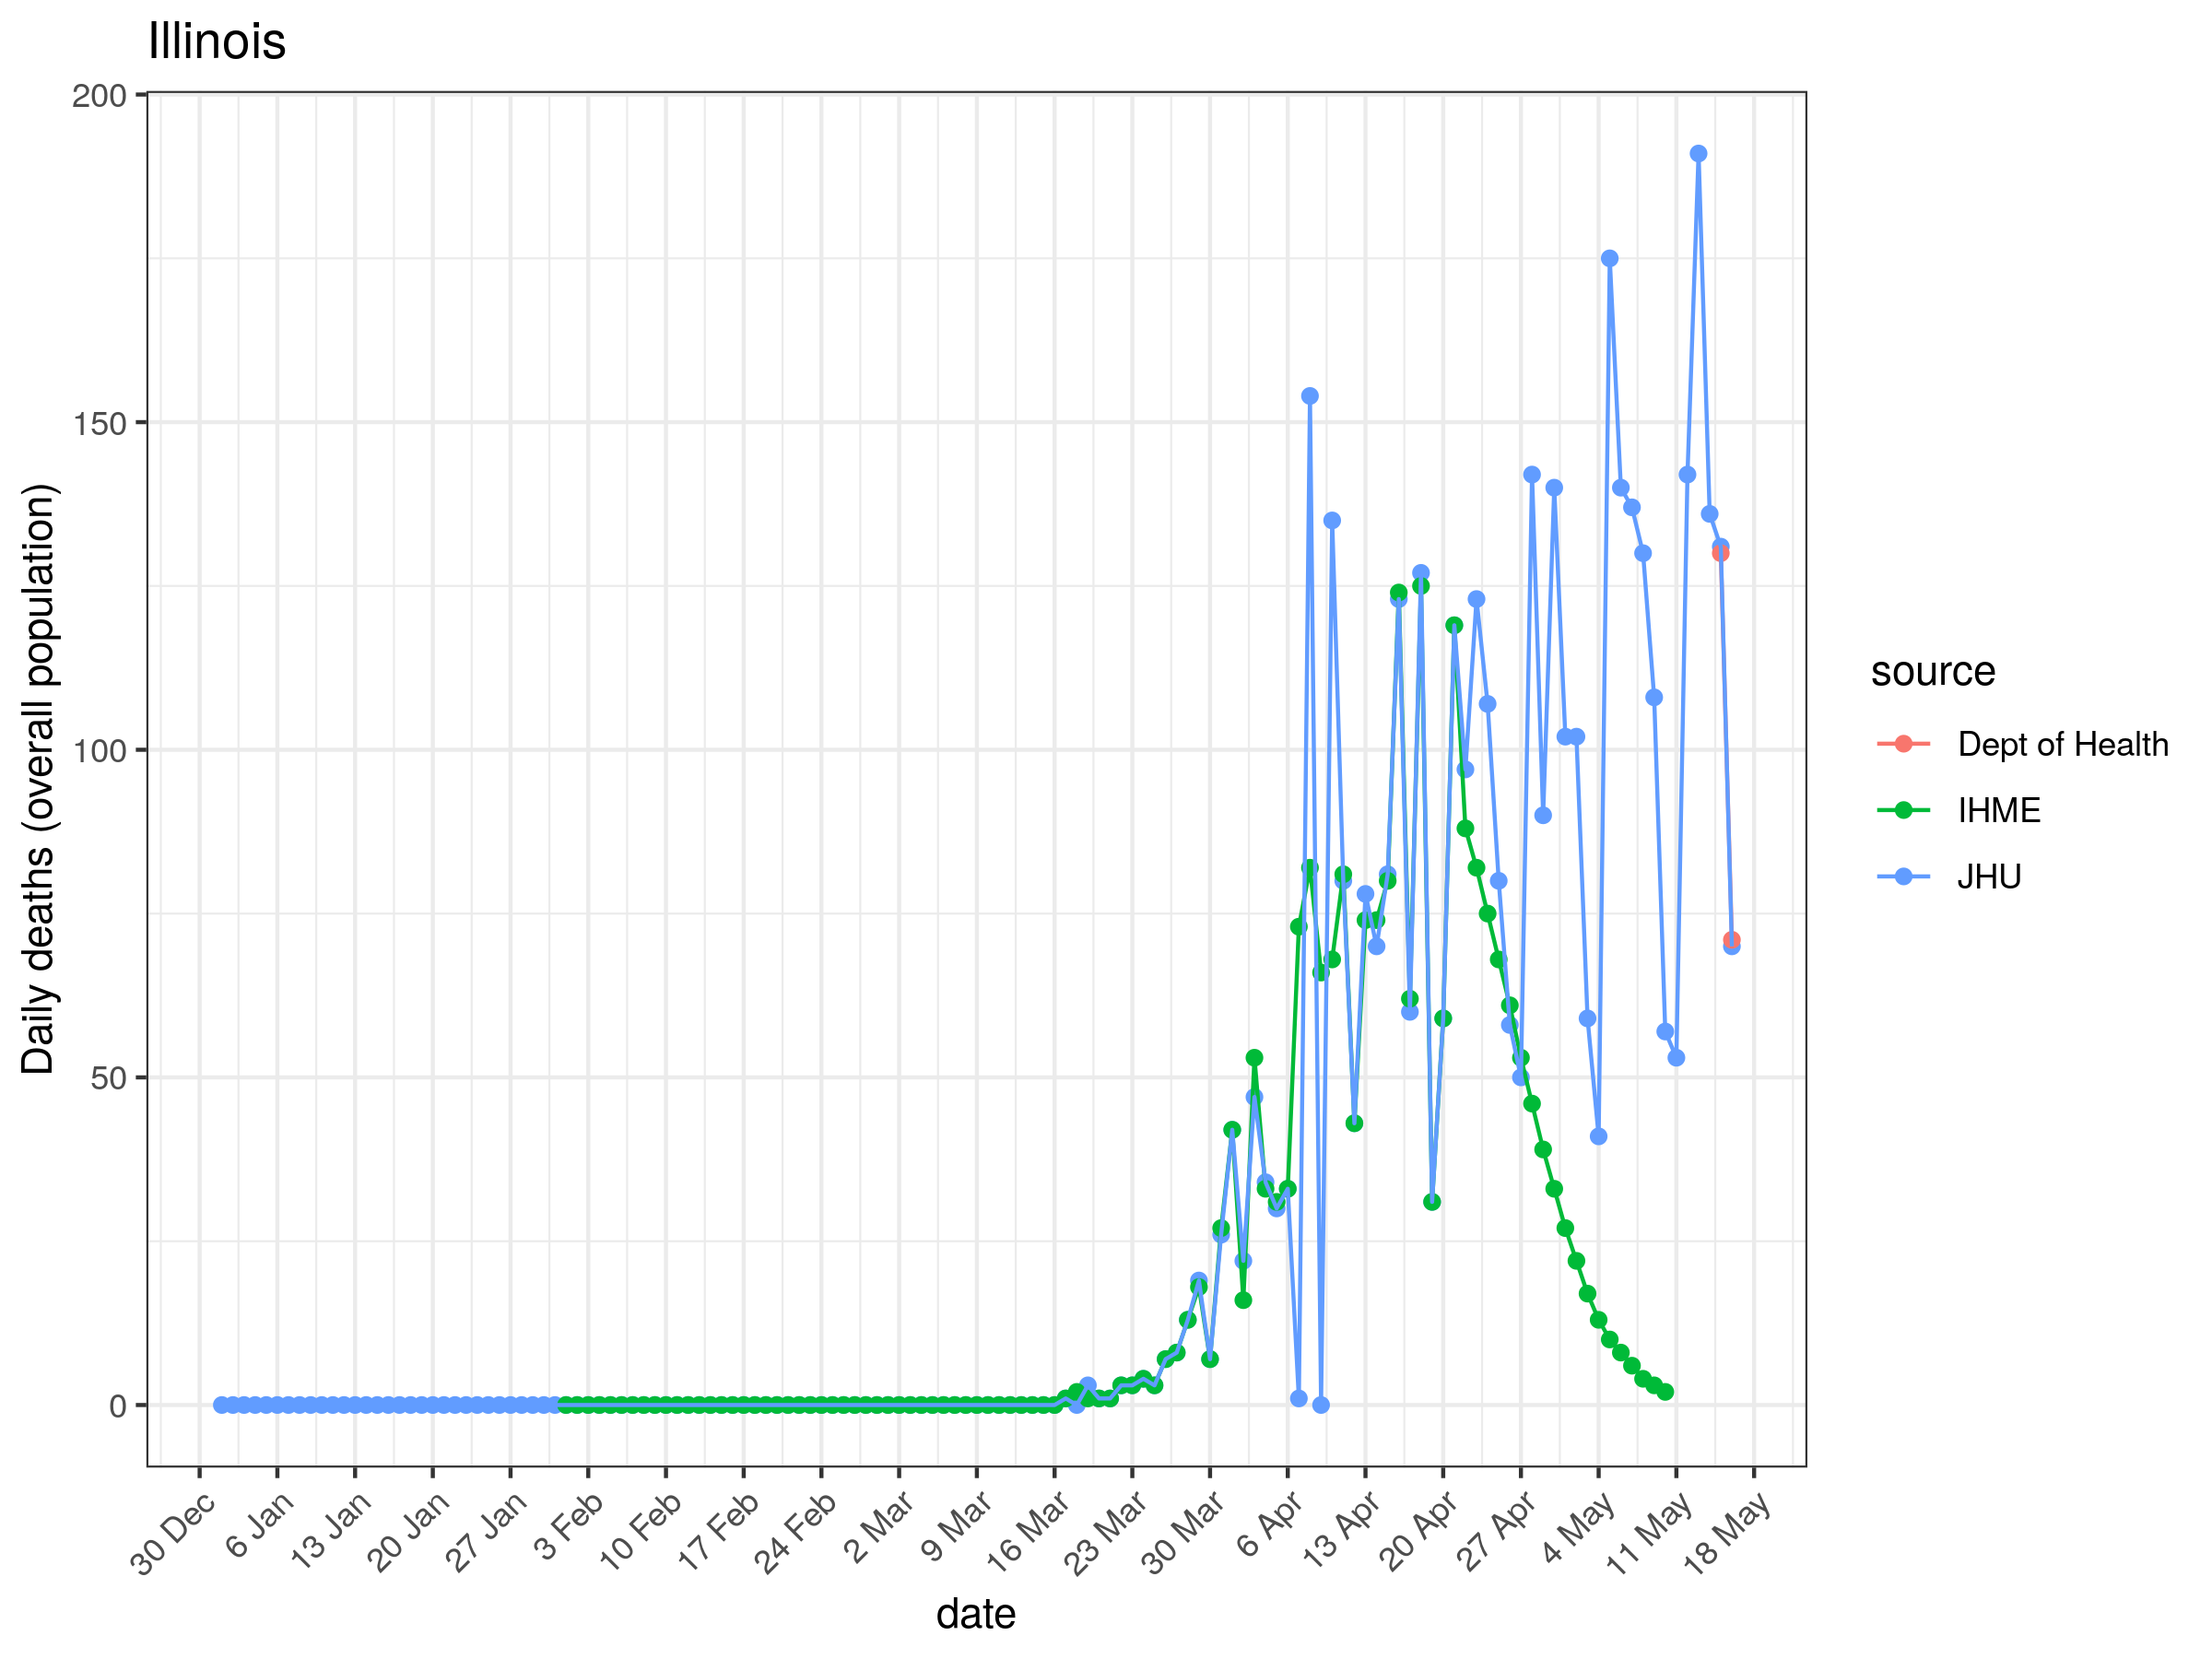 Illinois
200
150
100
50
0
Daily deaths (overall population)
30 Dec
6 Jan
13 Jan
20 Jan
27 Jan
3 Feb
10 Feb
17 Feb
24 Feb
2 Mar
9 Mar
16 Mar
23 Mar
30 Mar
6 Apr
13 Apr
20 Apr
27 Apr
4 May
11 May
18 May
date
source
Dept of Health
IHME
JHU